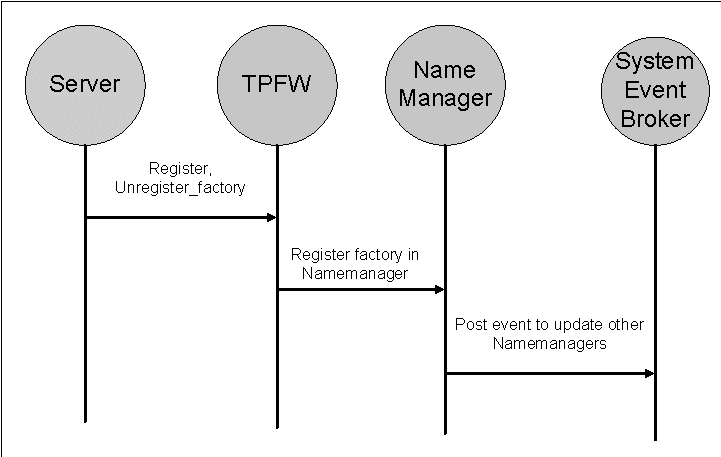 Server
TPFW
Name
Manager
System
Event
Broker
Register,
Unregister_factory
Register factory in
Namemanager
Post event to update other
Namemanagers